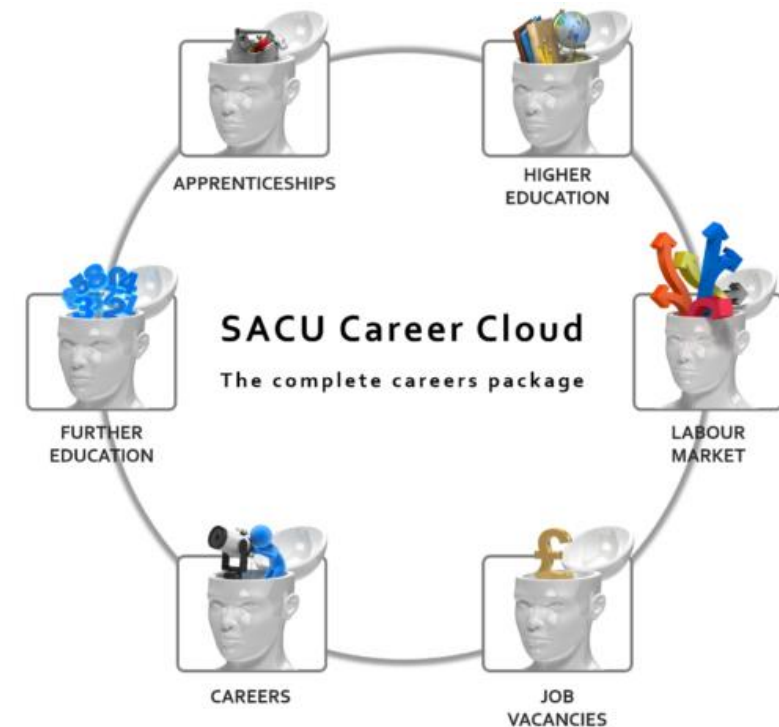 APPRENTICESHIPS
HIGHER
EDUCATION
SACU Career Cloud
The complete careers package
FURTHER
EDUCATION
LABOUR
MARKET
CAREERS
JOB
VACANCIES